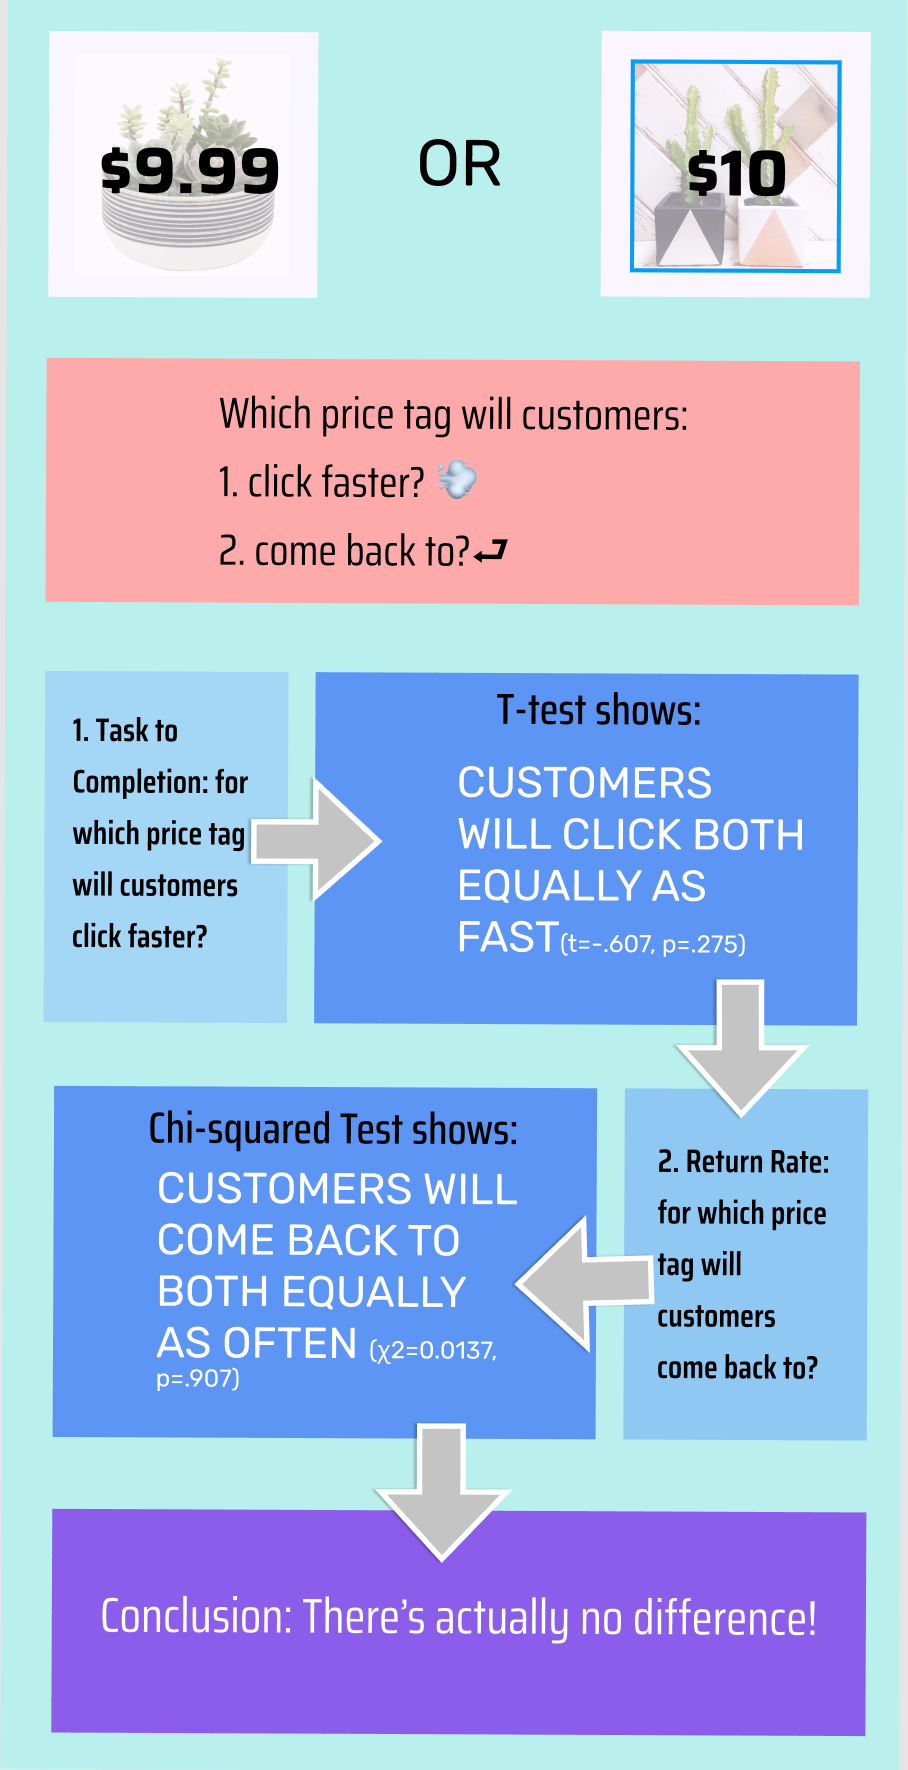 $9.99
OR
$10
Which price tag will customers:
1. click faster? 💨
2. come back to?⮐
1. Task to
Completion: for
which price tag
will customers
click faster?
T-test shows:
CUSTOMERS
WILL CLICK BOTH
EQUALLY AS
FAST(t=-.607, p=.275)
2. Return Rate:
for which price
tag will
customers
come back to?
Chi-squared Test shows:
CUSTOMERS WILL
COME BACK TO
BOTH EQUALLY
AS OFTEN (χ2=0.0137,
p=.907)
Conclusion: There's actually no difference!